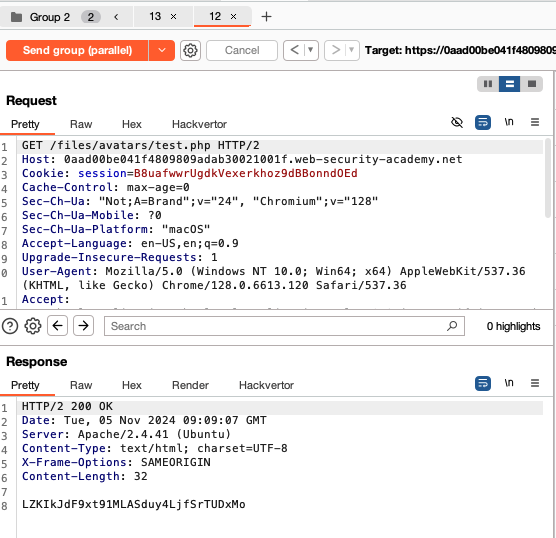 Group 2 2 13 × 12 × +
Send group (parallel) Cancel < > Target: https://0aad00be041f4809809
Request
Pretty Raw Hex Hackvertor \n
1 GET /files/avatars/test.php HTTP/2
2 Host: 0aad00be041f4809809adab30021001f.web-security-academy.net
3 Cookie: session=B8uafwwrUgdkVexerkhoz9dBBonndOEd
4 Cache-Control: max-age=0
5 Sec-Ch-Ua: "Not;A=Brand";v="24", "Chromium";v="128"
6 Sec-Ch-Ua-Mobile: ?0
7 Sec-Ch-Ua-Platform: "macOS"
8 Accept-Language: en-US,en;q=0.9
9 Upgrade-Insecure-Requests: 1
0 User-Agent: Mozilla/5.0 (Windows NT 10.0; Win64; x64) AppleWebKit/537.36
(KHTML, like Gecko) Chrome/128.0.6613.120 Safari/537.36
1 Accept:
Search 0 highlights
Response
Pretty Raw Hex Render Hackvertor \n
1 HTTP/2 200 OK
2 Date: Tue, 05 Nov 2024 09:09:07 GMT
3 Server: Apache/2.4.41 (Ubuntu)
4 Content-Type: text/html; charset=UTF-8
5 X-Frame-Options: SAMEORIGIN
6 Content-Length: 32
7
8 LZKIkJdF9xt91MLASduy4LjfSrTUDxMo